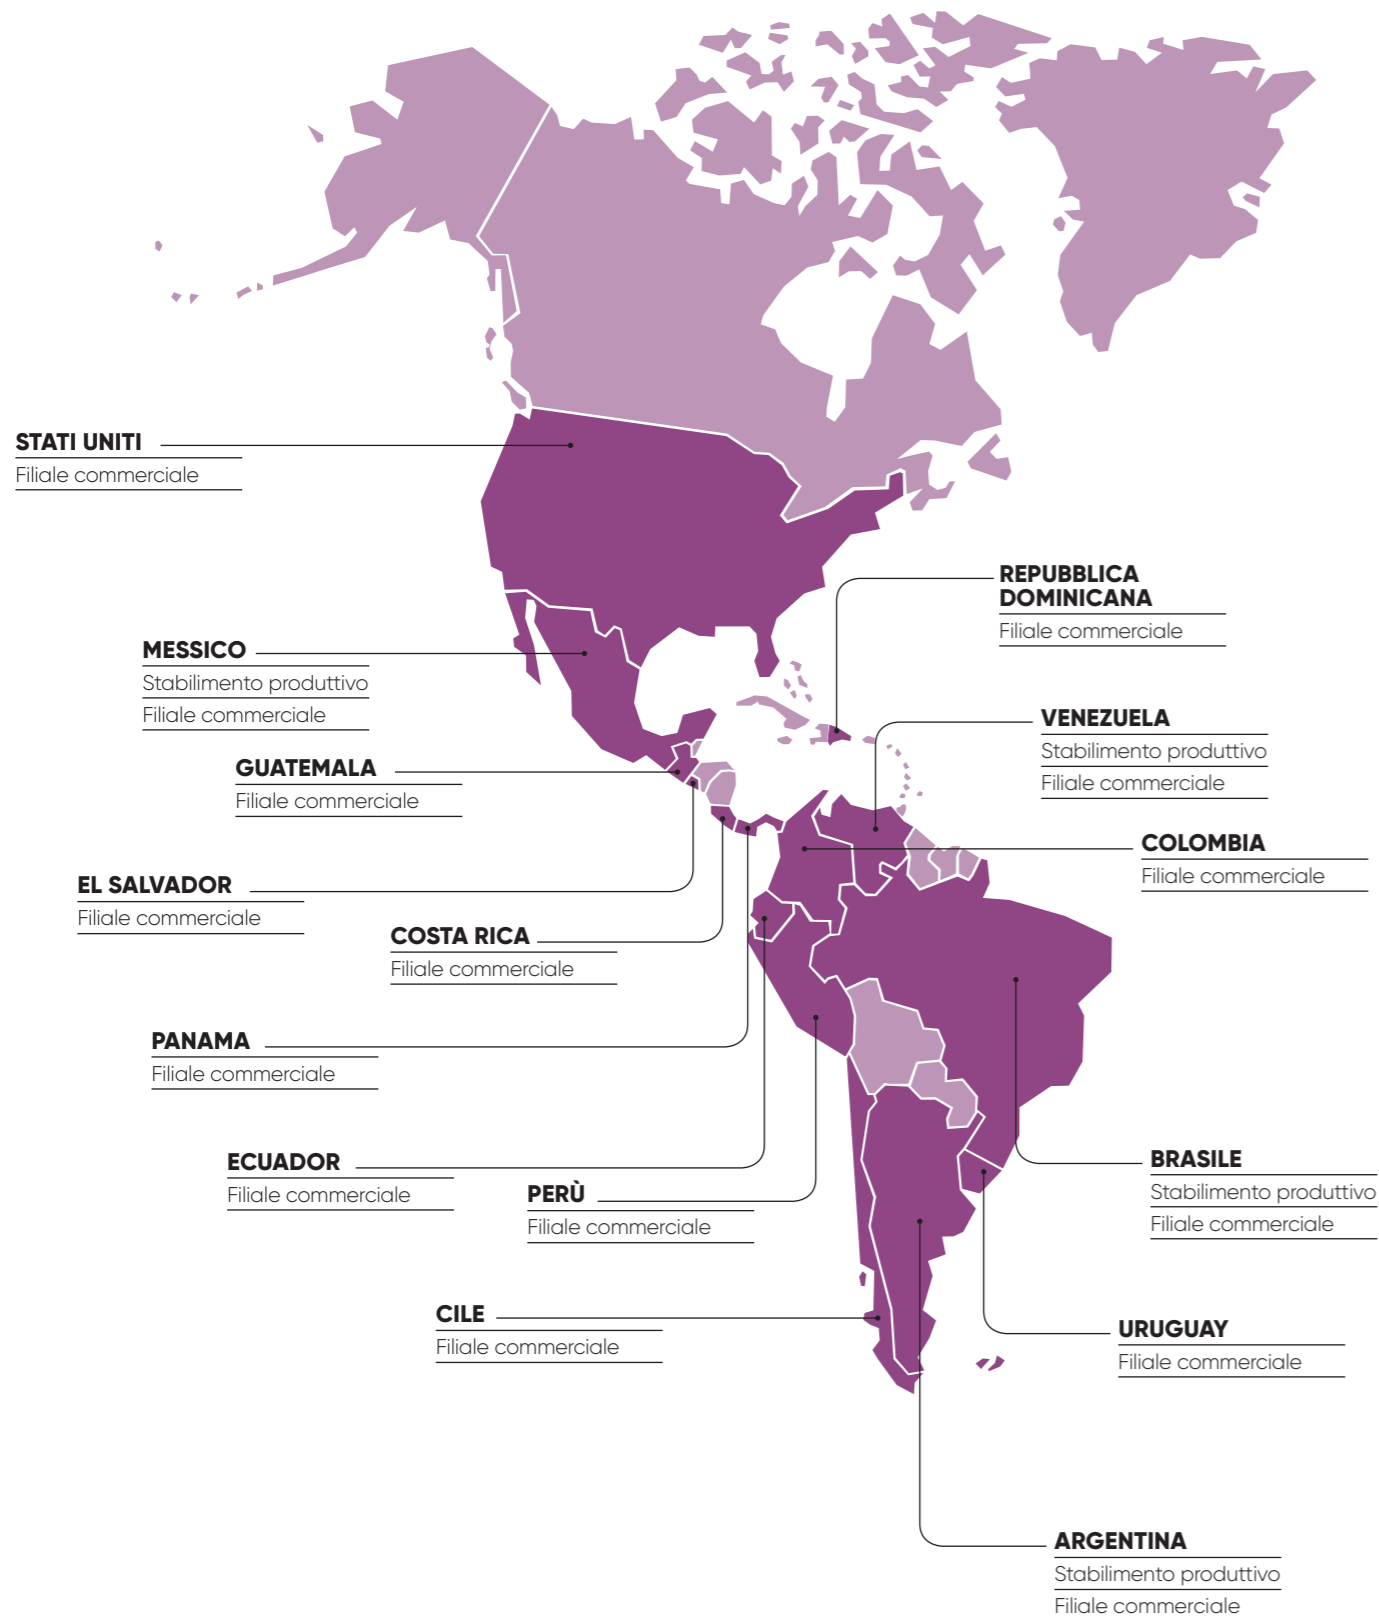 STATI UNITI
Filiale commerciale
REPUBBLICA
DOMINICANA
Filiale commerciale
MESSICO
Stabilimento produttivo
Filiale commerciale
VENEZUELA
Stabilimento produttivo
Filiale commerciale
GUATEMALA
Filiale commerciale
COLOMBIA
Filiale commerciale
EL SALVADOR
Filiale commerciale
COSTA RICA
Filiale commerciale
PANAMA
Filiale commerciale
ECUADOR
Filiale commerciale
BRASILE
Stabilimento produttivo
Filiale commerciale
PERÙ
Filiale commerciale
CILE
Filiale commerciale
URUGUAY
Filiale commerciale
ARGENTINA
Stabilimento produttivo
Filiale commerciale